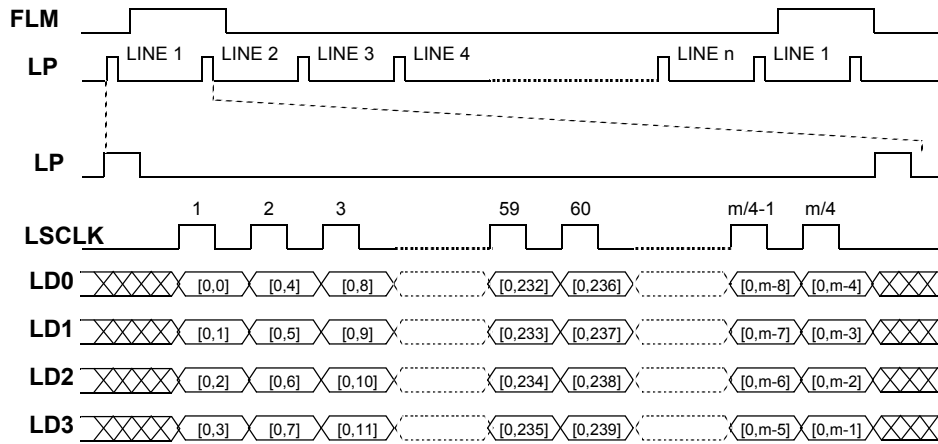 FLM
LP LINE 1 LINE 2 LINE 3 LINE 4 LINE n LINE 1
LP
1 2 3 59 60 m/4-1 m/4
LSCLK
LD0 [0,0] [0,4] [0,8] [0,232] [0,236] [0,m-8] [0,m-4]
LD1 [0,1] [0,5] [0,9] [0,233] [0,237] [0,m-7] [0,m-3]
LD2 [0,2] [0,6] [0,10] [0,234] [0,238] [0,m-6] [0,m-2]
LD3 [0,3] [0,7] [0,11] [0,235] [0,239] [0,m-5] [0,m-1]